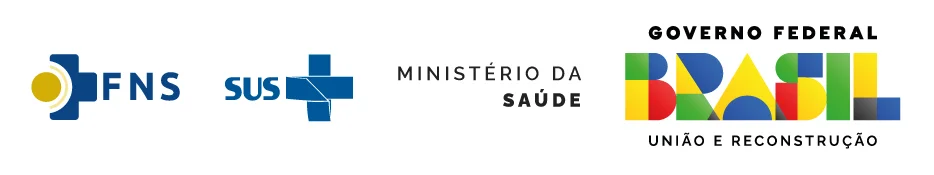 FNS
SUS
MINISTÉRIO DA
SAÚDE
GOVERNO FEDERAL
BRASIL
UNIÃO E RECONSTRUÇÃO